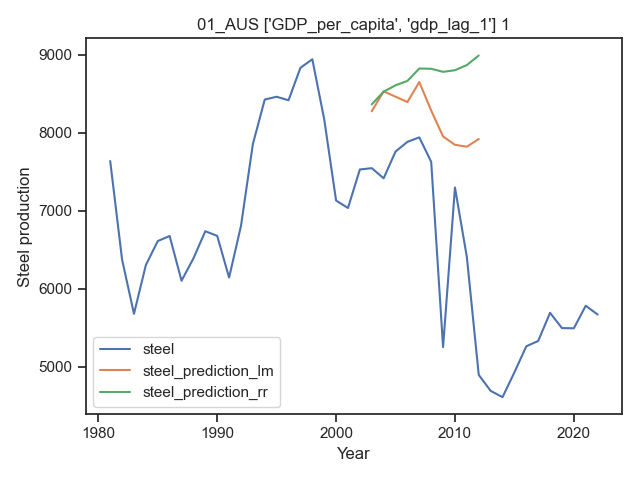 01_AUS ['GDP_per_capita', 'gdp_lag_1'] 1
9000
8000
7000
6000
5000
Steel production
steel
steel_prediction_lm
steel_prediction_rr
1980 1990 2000 2010 2020
Year